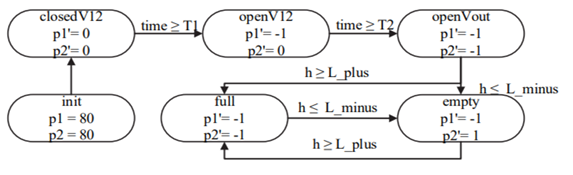 closedV12
p1'= 0
p2'= 0
time ≥ T1
openV12
p1'= -1
p2'= 0
time ≥ T2
openVout
p1'= -1
p2'= -1
h ≥ L_plus
h ≤ L_minus
init
p1 = 80
p2 = 80
full
p1'= -1
p2'= -1
h ≤ L_minus
empty
p1'= -1
p2'= 1
h ≥ L_plus